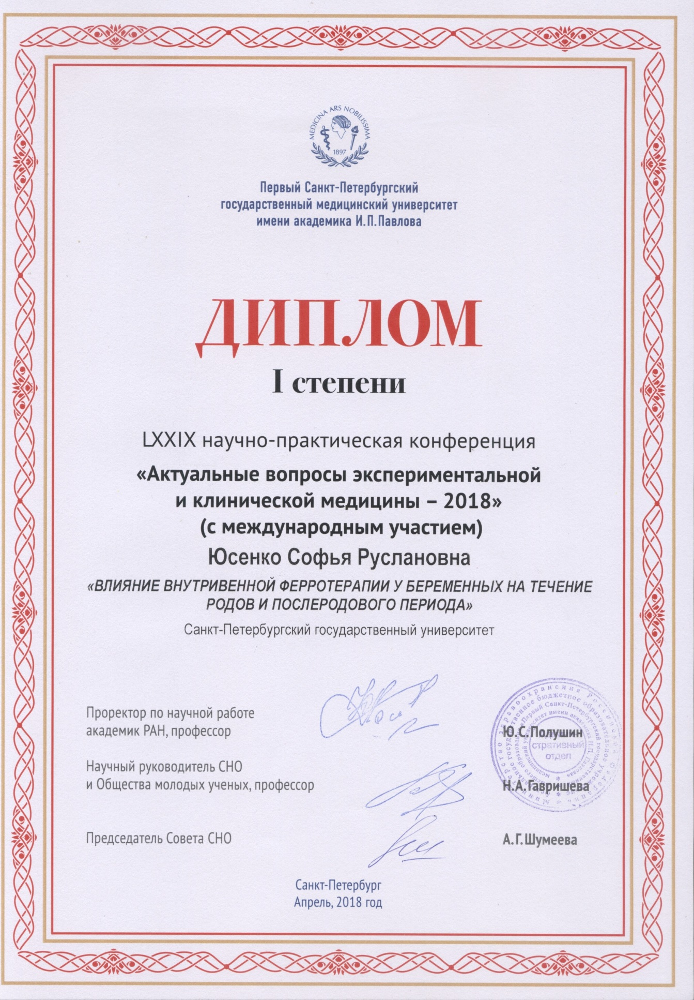 MEDICINA ARS NOBILISSIMA
1897
Первый Санкт-Петербургский
государственный медицинский университет
имени академика И.П.Павлова
ДИПЛОМ
I степени
LXXIX научно-практическая конференция
«Актуальные вопросы экспериментальной
и клинической медицины – 2018»
(с международным участием)
Юсенко Софья Руслановна
«ВЛИЯНИЕ ВНУТРИВЕННОЙ ФЕРРОТЕРАПИИ У БЕРЕМЕННЫХ НА ТЕЧЕНИЕ
РОДОВ И ПОСЛЕРОДОВОГО ПЕРИОДА»
Санкт-Петербургский государственный университет
Проректор по научной работе
академик РАН, профессор
Ю.С.Полушин
Научный руководитель СНО
и Общества молодых ученых, профессор
Н.А.Гавришева
Председатель Совета СНО
А.Г.Шумеева
стративный
отдел
Санкт-Петербург
Апрель, 2018 год